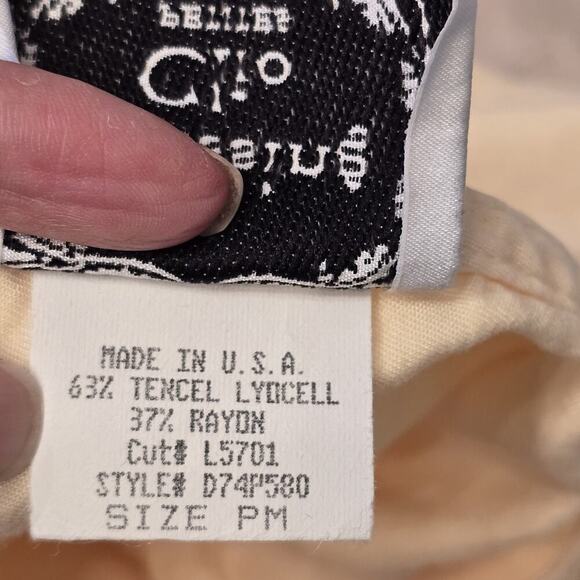 MADE IN U.S.A.
63% TENCEL LYOCELL
37% RAYON
Cut# L5701
STYLE# D74P580
SIZE PM